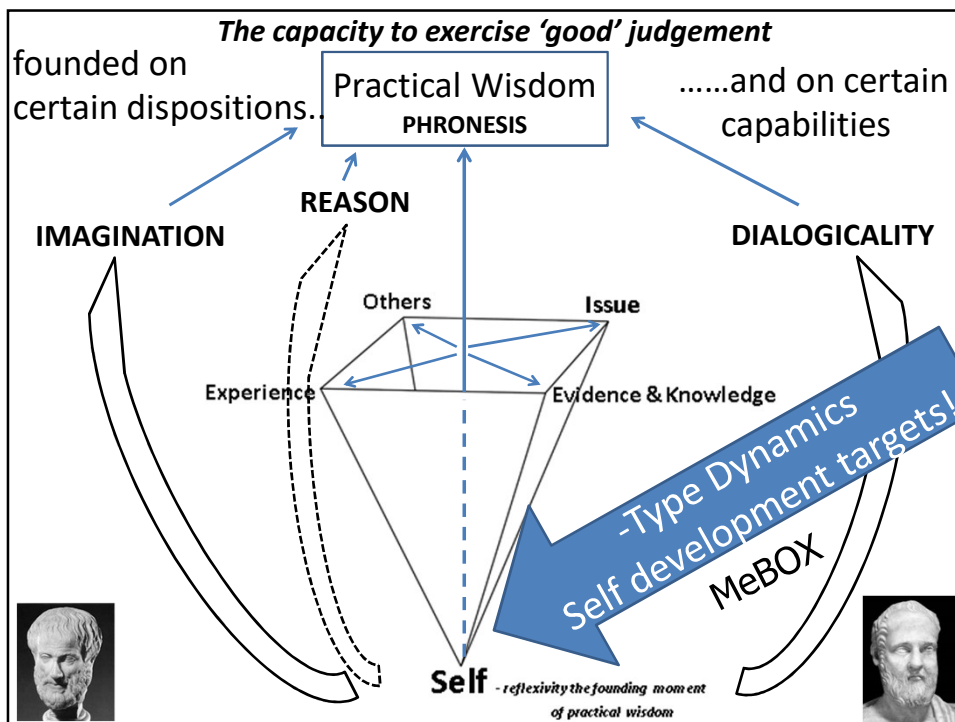 The capacity to exercise ‘good’ judgement
founded on
certain dispositions..
Practical Wisdom
PHRONESIS
……and on certain
capabilities
REASON
IMAGINATION
DIALOGICALITY
Others
Issue
Experience
Evidence & Knowledge
-Type Dynamics
Self development targets!
MeBOX
Self - reflexivity the founding moment
of practical wisdom